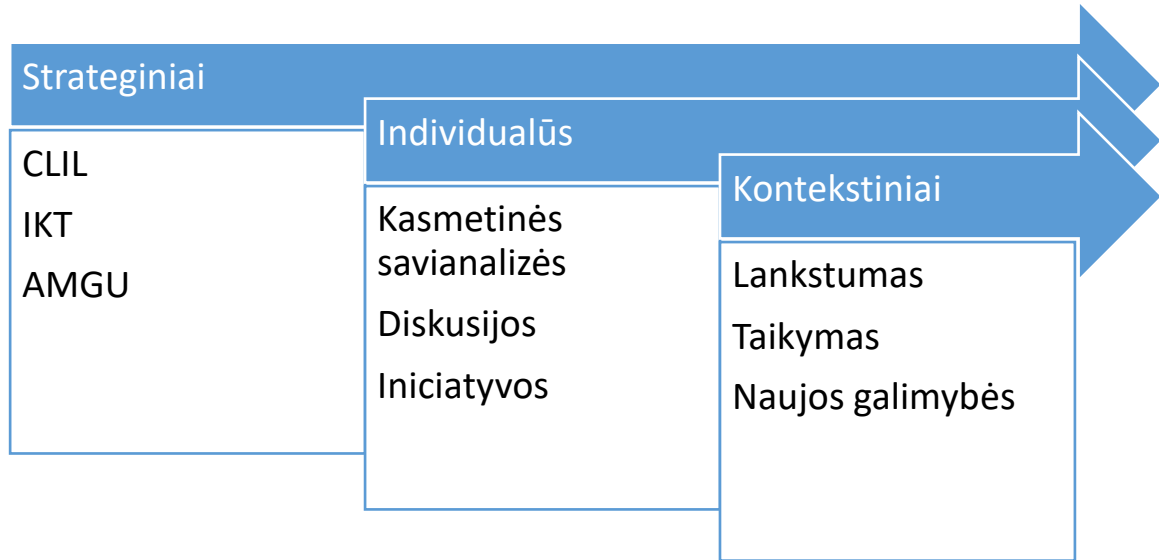 Strateginiai
CLIL
IKT
AMGU
Individualūs
Kasmetinės
savianalizės
Diskusijos
Iniciatyvos
Kontekstiniai
Lankstumas
Taikymas
Naujos galimybės